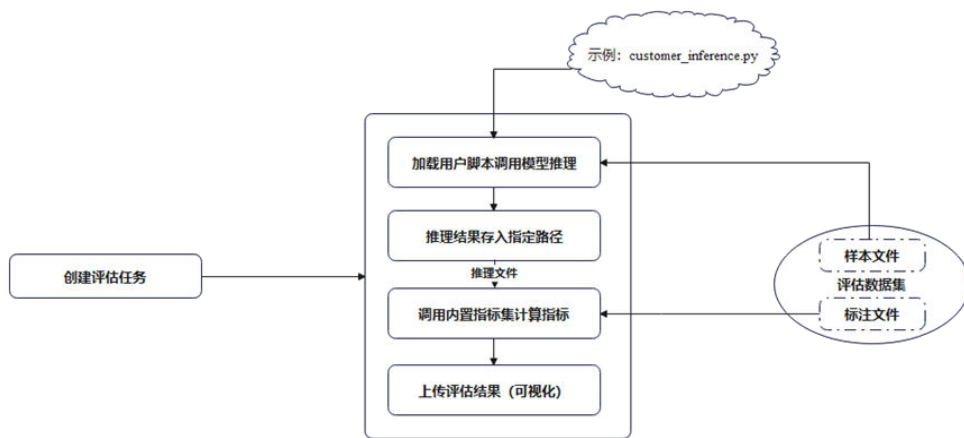 示例：customer_inference.py
加载用户脚本调用模型推理
推理结果存入指定路径
推理文件
创建评估任务
调用内置指标集计算指标
上传评估结果（可视化）
样本文件
评估数据集
标注文件